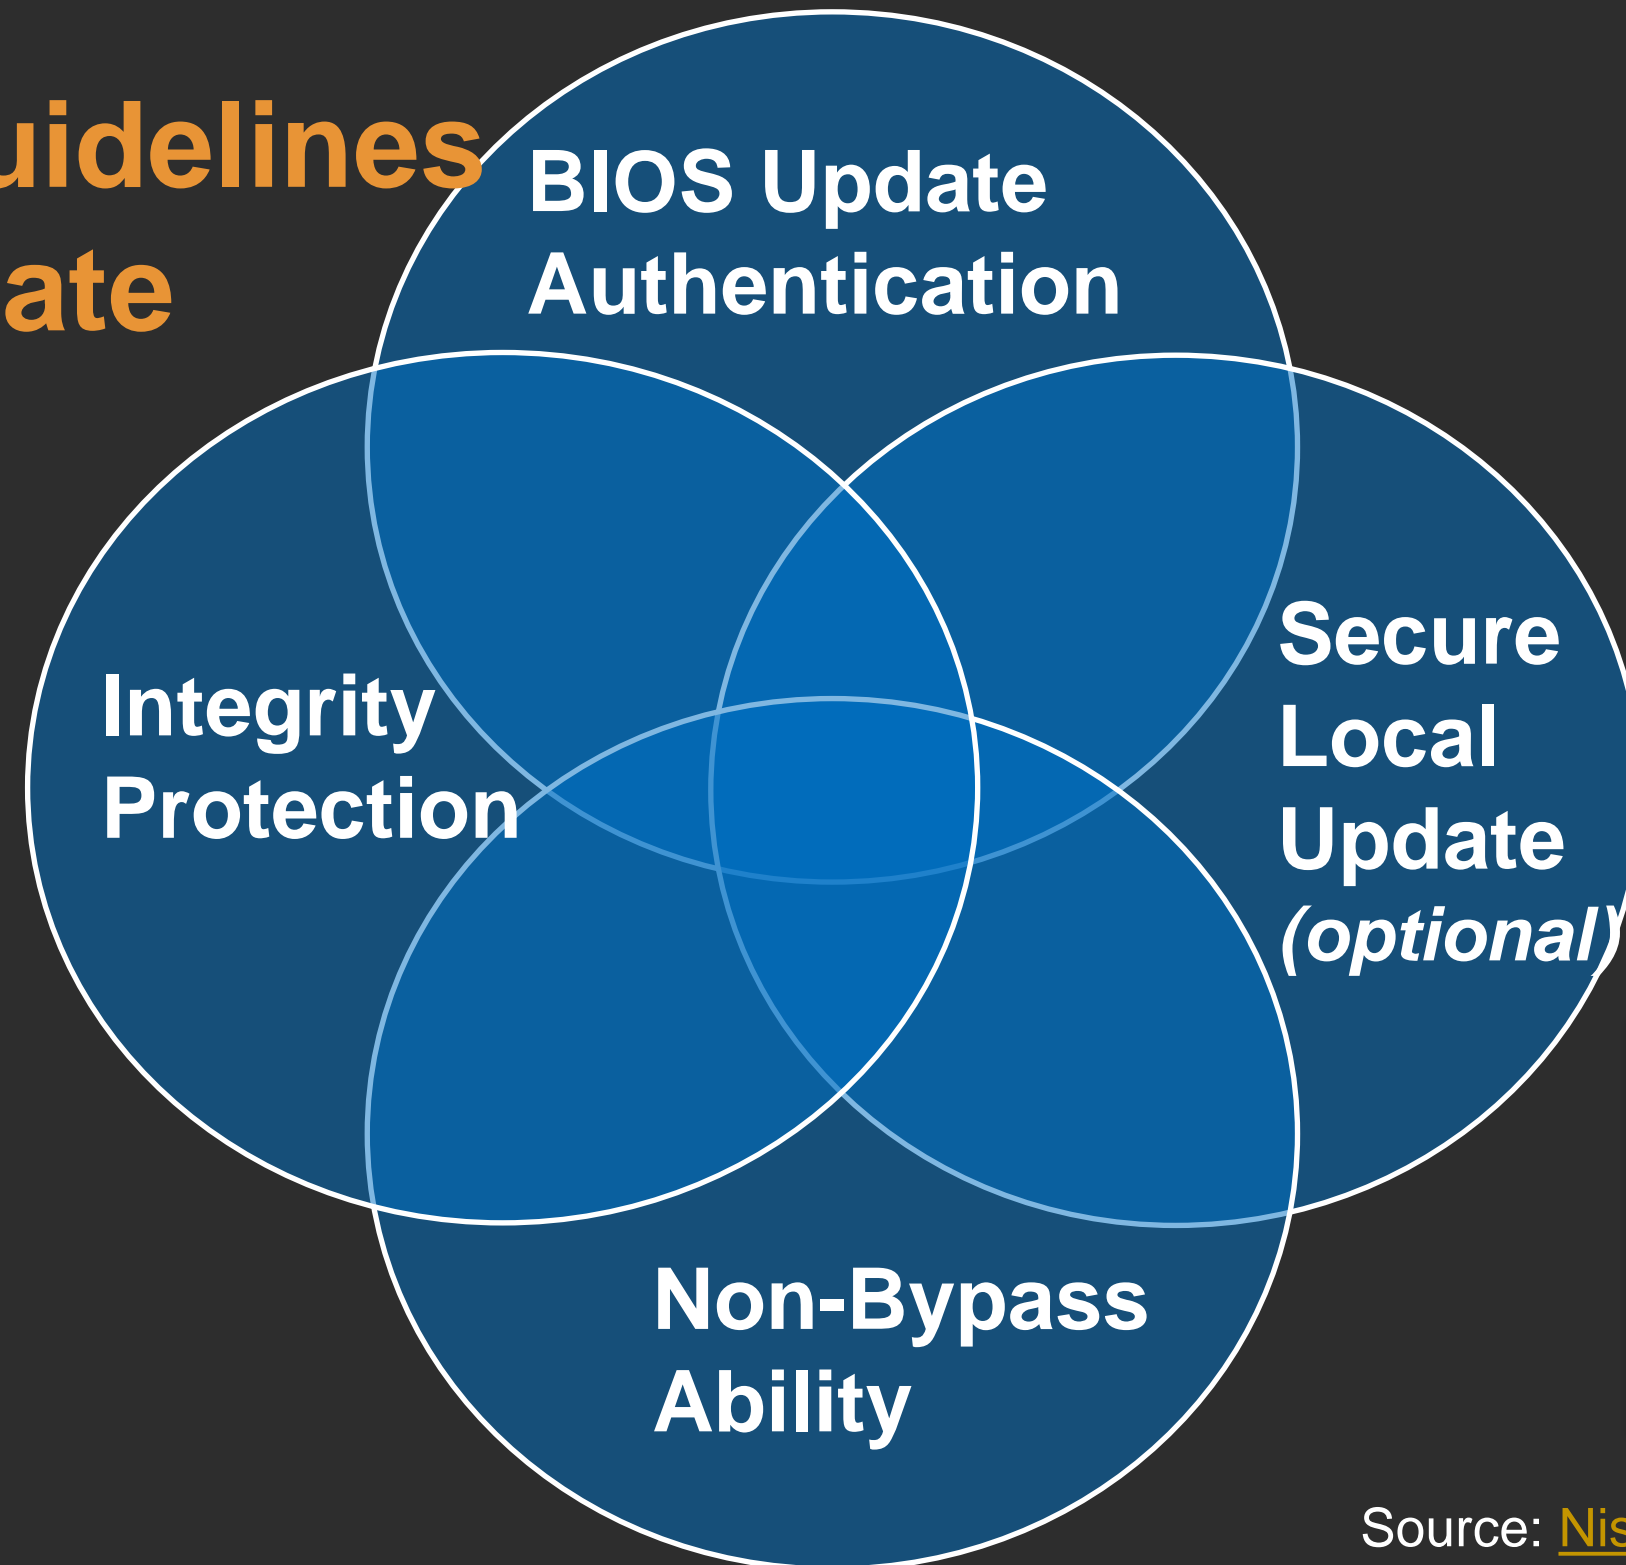 uidelines
ate
BIOS Update
Authentication
Integrity
Protection
Secure
Local
Update
(optional)
Non-Bypass
Ability
Source: Nis